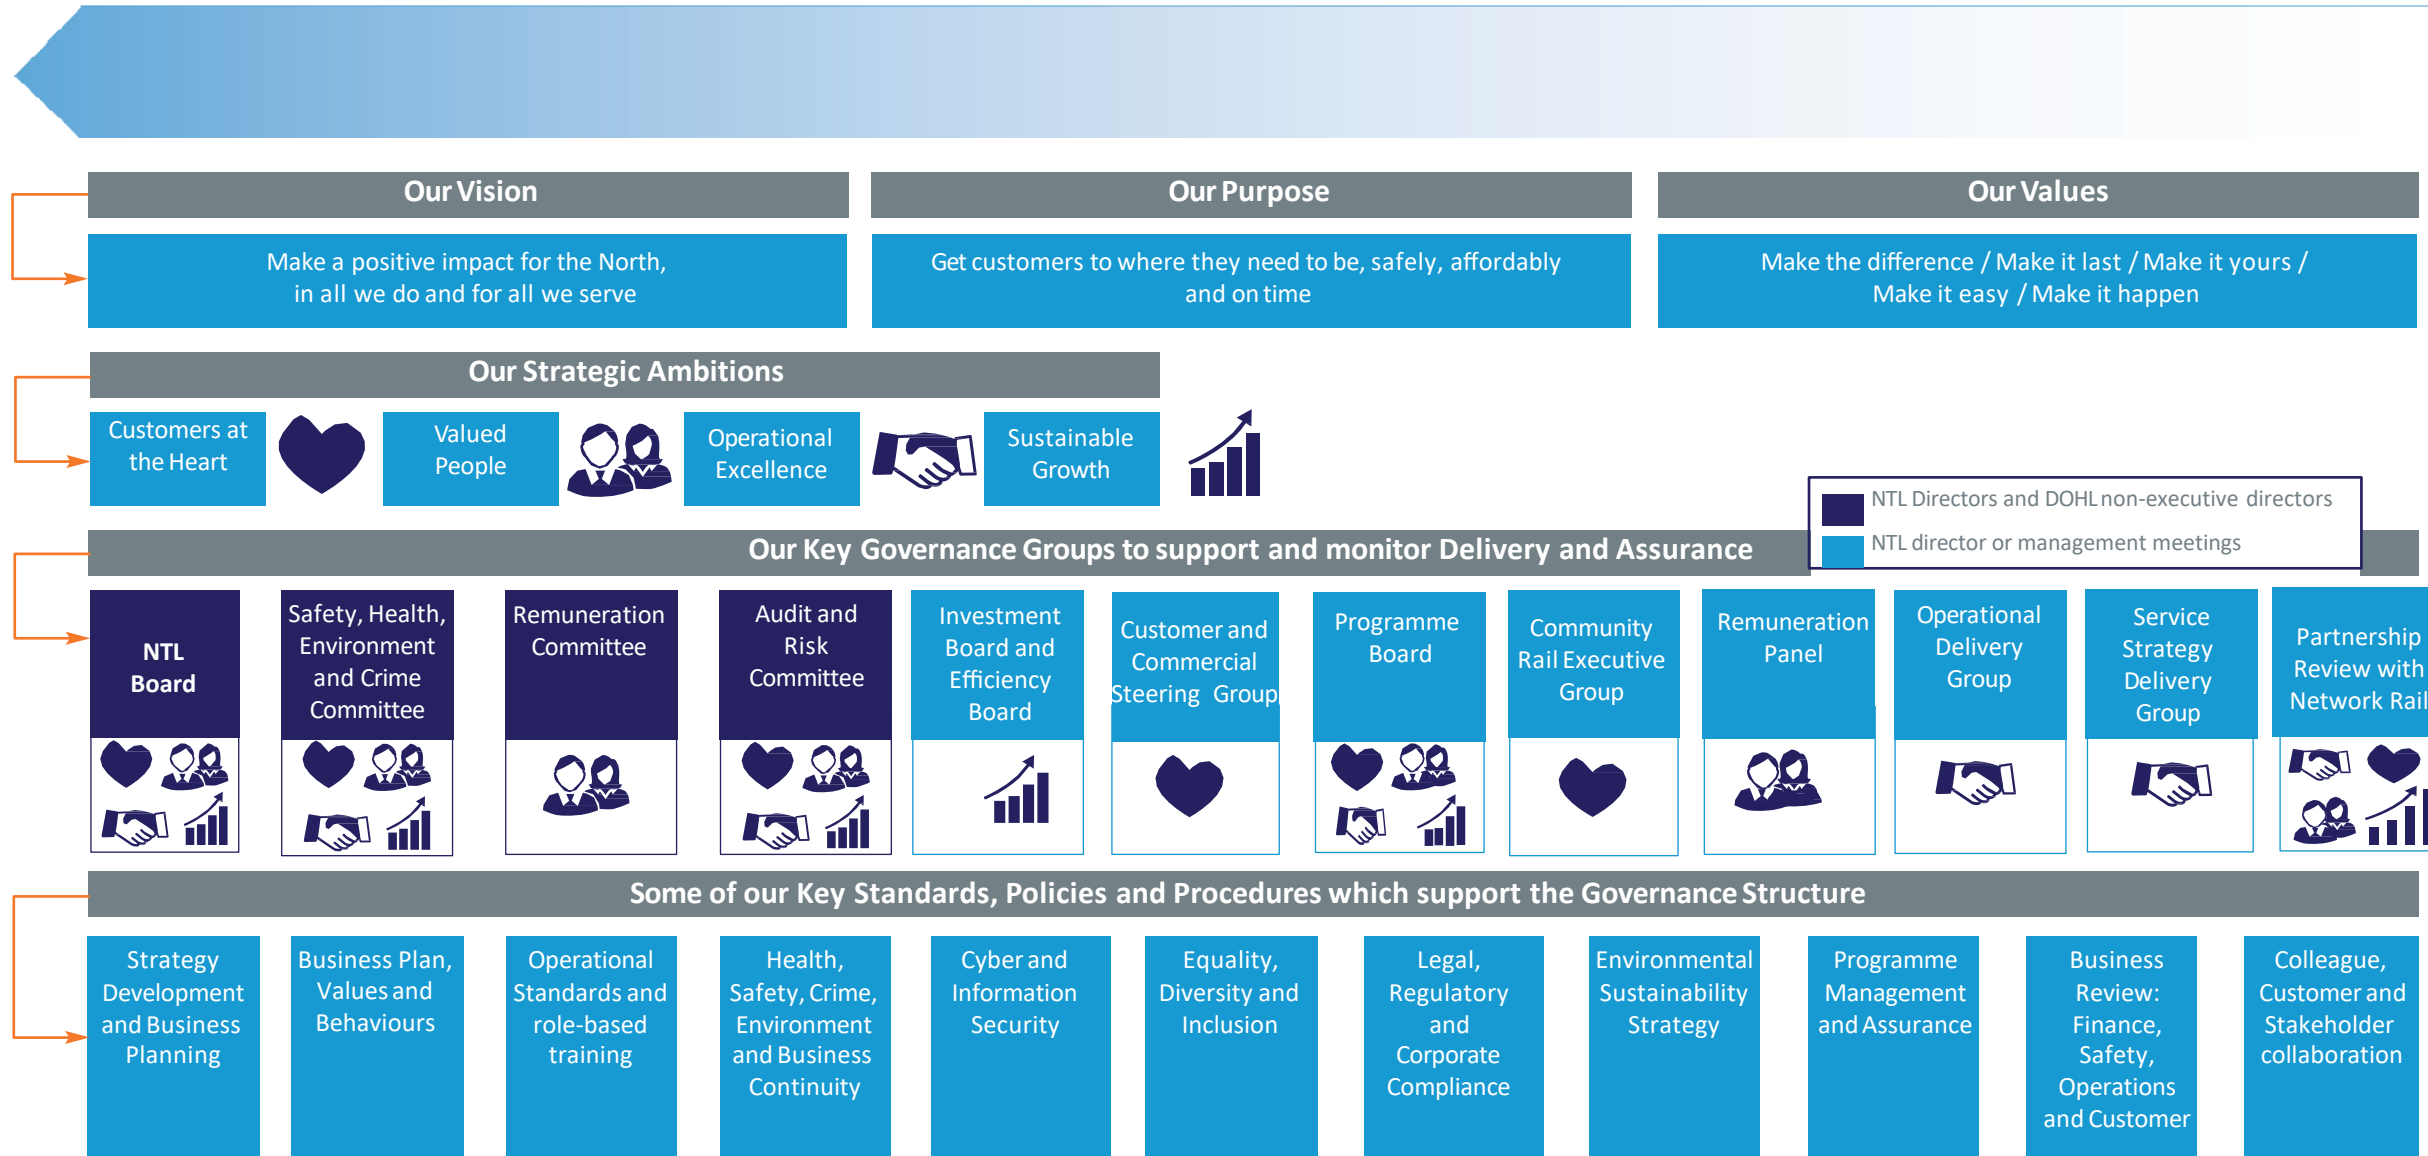 Our Vision
Our Purpose
Our Values
Make a positive impact for the North,
in all we do and for all we serve
Get customers to where they need to be, safely, affordably
and on time
Make the difference / Make it last / Make it yours /
Make it easy / Make it happen
Our Strategic Ambitions
Customers at
the Heart
Valued
People
Operational
Excellence
Sustainable
Growth
NTL Directors and DOHL non-executive directors
NTL director or management meetings
Our Key Governance Groups to support and monitor Delivery and Assurance
NTL
Board
Safety, Health,
Environment
and Crime
Committee
Remuneration
Committee
Audit and
Risk
Committee
Investment
Board and
Efficiency
Board
Customer and
Commercial
Steering Group
Programme
Board
Community
Rail Executive
Group
Remuneration
Panel
Operational
Delivery
Group
Service
Strategy
Delivery
Group
Partnership
Review with
Network Rail
Some of our Key Standards, Policies and Procedures which support the Governance Structure
Strategy
Development
and Business
Planning
Business Plan,
Values and
Behaviours
Operational
Standards and
role-based
training
Health,
Safety, Crime,
Environment
and Business
Continuity
Cyber and
Information
Security
Equality,
Diversity and
Inclusion
Legal,
Regulatory
and
Corporate
Compliance
Environmental
Sustainability
Strategy
Programme
Management
and Assurance
Business
Review:
Finance,
Safety,
Operations
and Customer
Colleague,
Customer and
Stakeholder
collaboration